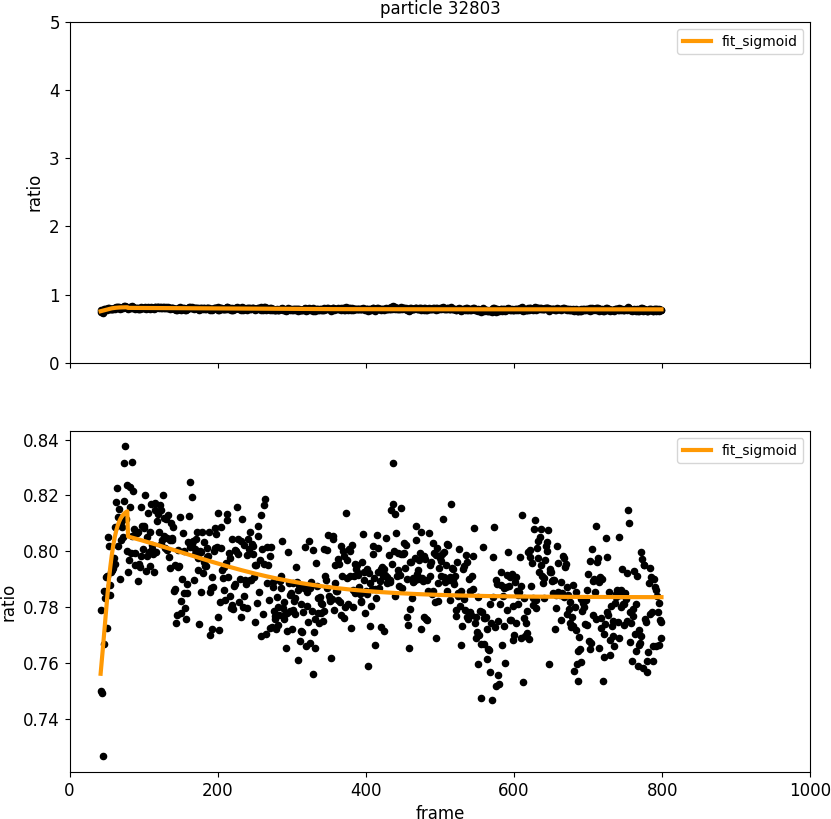 particle 32803
5
4
3
2
1
0
ratio
fit_sigmoid
0.84
0.82
0.80
0.78
0.76
0.74
ratio
fit_sigmoid
0 200 400 600 800 1000
frame